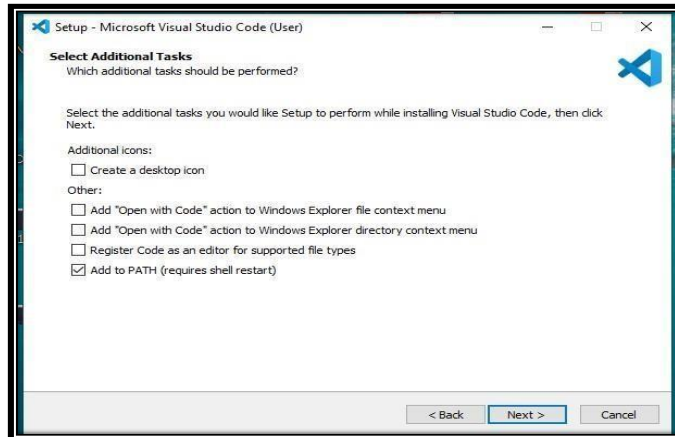 Setup - Microsoft Visual Studio Code (User)
Select Additional Tasks
Which additional tasks should be performed?
Select the additional tasks you would like Setup to perform while installing Visual Studio Code, then click
Next.
Additional icons:
Create a desktop icon
Other:
Add "Open with Code" action to Windows Explorer file context menu
Add "Open with Code" action to Windows Explorer directory context menu
Register Code as an editor for supported file types
Add to PATH (requires shell restart)
< Back
Next >
Cancel